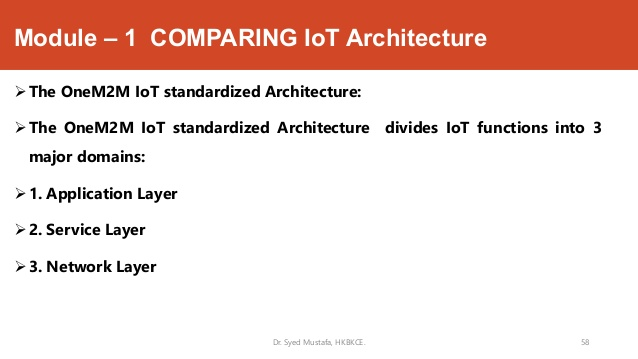 Module – 1 COMPARING IoT Architecture
➢The OneM2M IoT standardized Architecture:
➢The OneM2M IoT standardized Architecture divides IoT functions into 3
major domains:
➢1. Application Layer
➢2. Service Layer
➢3. Network Layer
Dr. Syed Mustafa, HKBKCE.
58